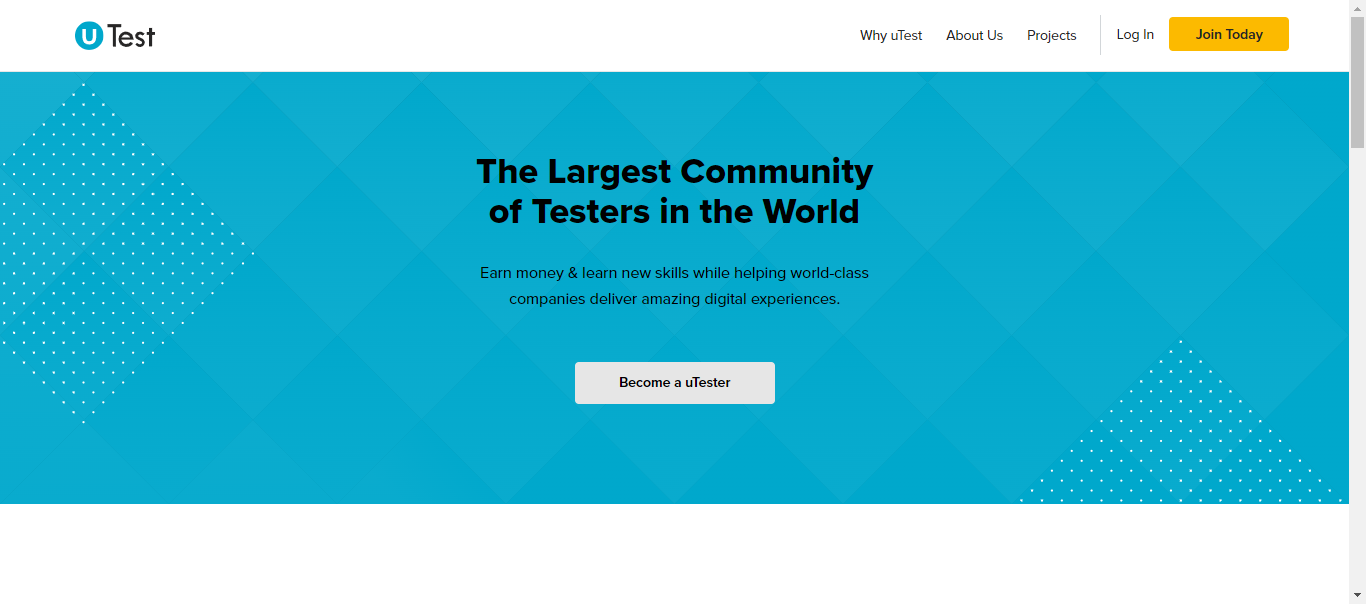 uTest
Why uTest
About Us
Projects
Log In
Join Today
The Largest Community
of Testers in the World
Earn money & learn new skills while helping world-class
companies deliver amazing digital experiences.
Become a uTester